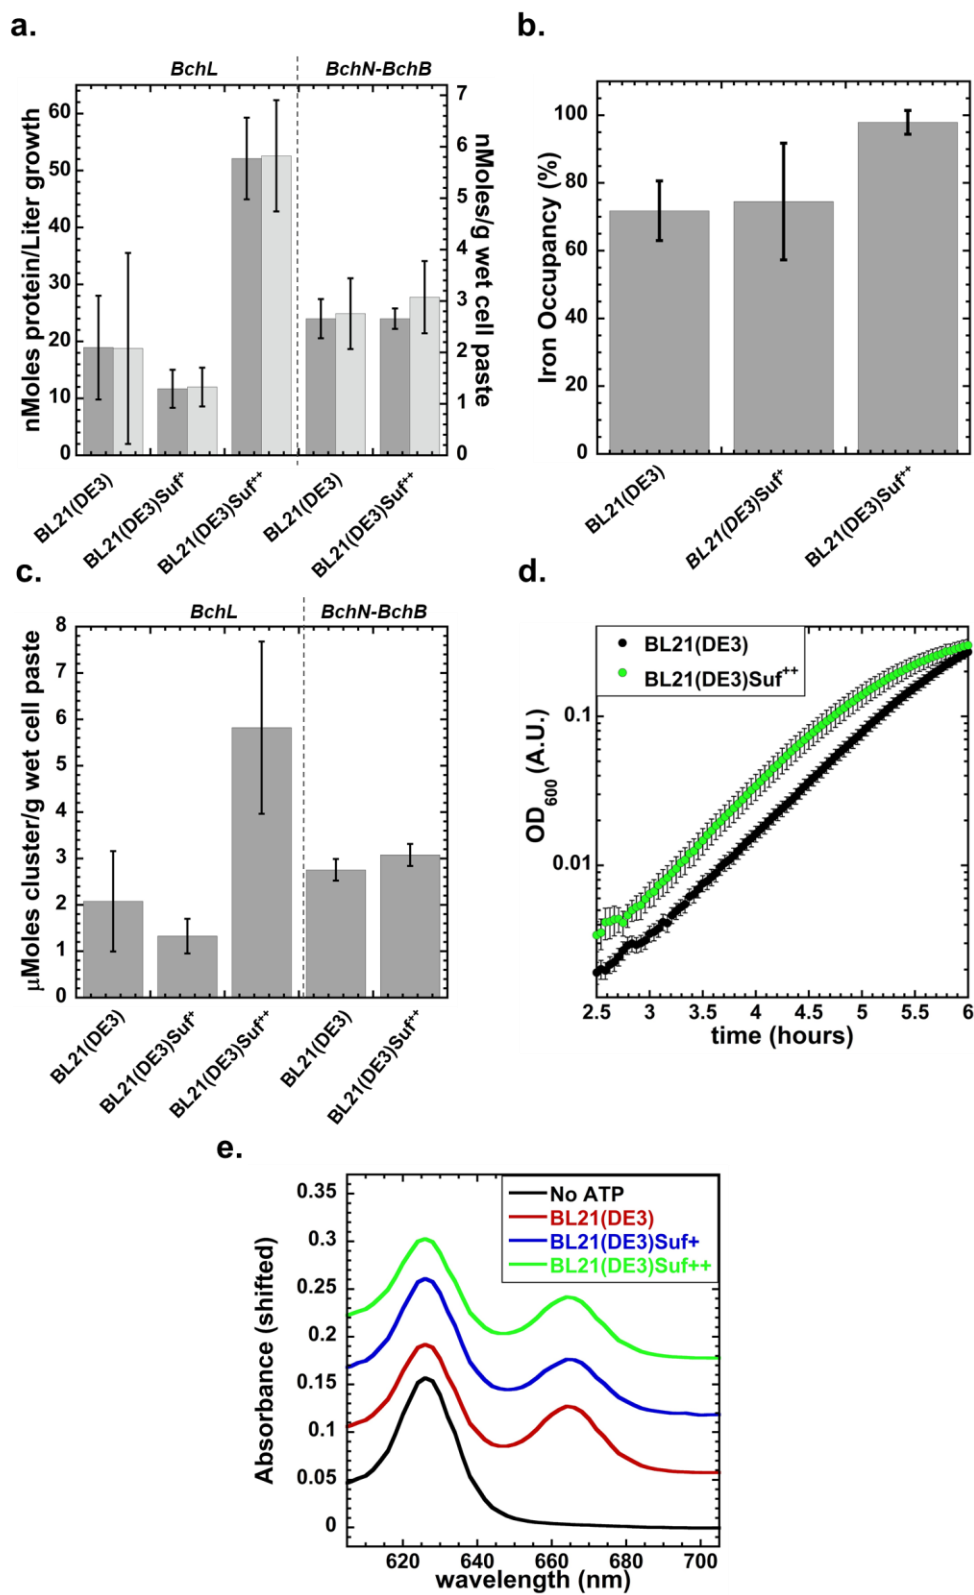 a.
BchL
BchN-BchB
nMoles protein/Liter growth
60
50
40
30
20
10
0
7
6
5
4
3
2
1
0
nMoles/g wet cell paste
BL21(DE3)
BL21(DE3)Suf+
BL21(DE3)Suf++
BL21(DE3)
BL21(DE3)Suf++
b.
Iron Occupancy (%)
100
80
60
40
20
0
BL21(DE3)
BL21(DE3)Suf+
BL21(DE3)Suf++
c.
BchL
BchN-BchB
µMoles cluster/g wet cell paste
8
7
6
5
4
3
2
1
0
BL21(DE3)
BL21(DE3)Suf+
BL21(DE3)Suf++
BL21(DE3)
BL21(DE3)Suf++
d.
BL21(DE3)
BL21(DE3)Suf++
OD600 (A.U.)
0.1
0.01
2.5 3 3.5 4 4.5 5 5.5 6
time (hours)
e.
No ATP
BL21(DE3)
BL21(DE3)Suf+
BL21(DE3)Suf++
Absorbance (shifted)
0.35
0.3
0.25
0.2
0.15
0.1
0.05
0
620 640 660 680 700
wavelength (nm)